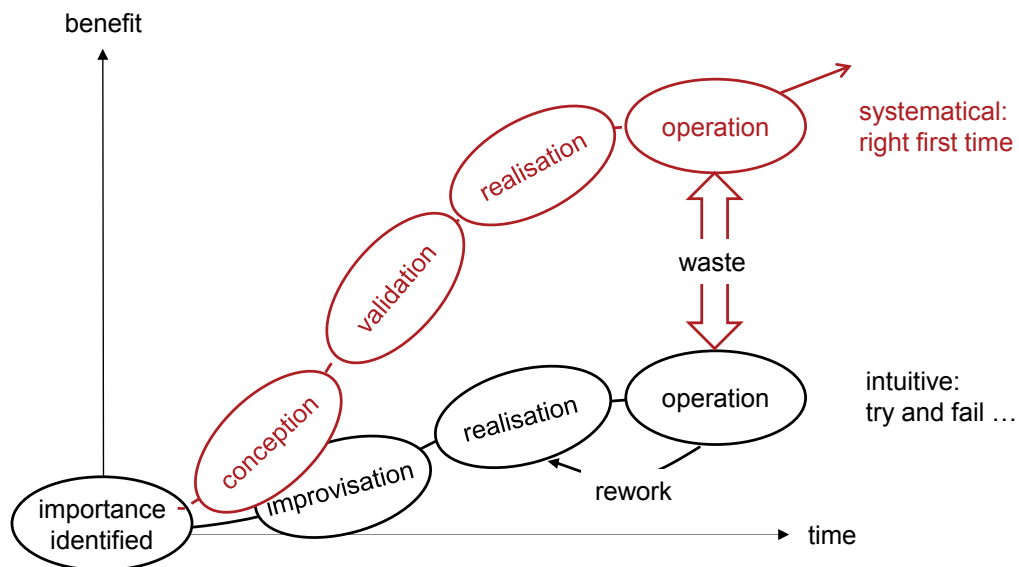 benefit
operation
systematical:
right first time
realisation
validation
waste
conception
operation
intuitive:
try and fail ...
realisation
improvisation
rework
importance
identified
time